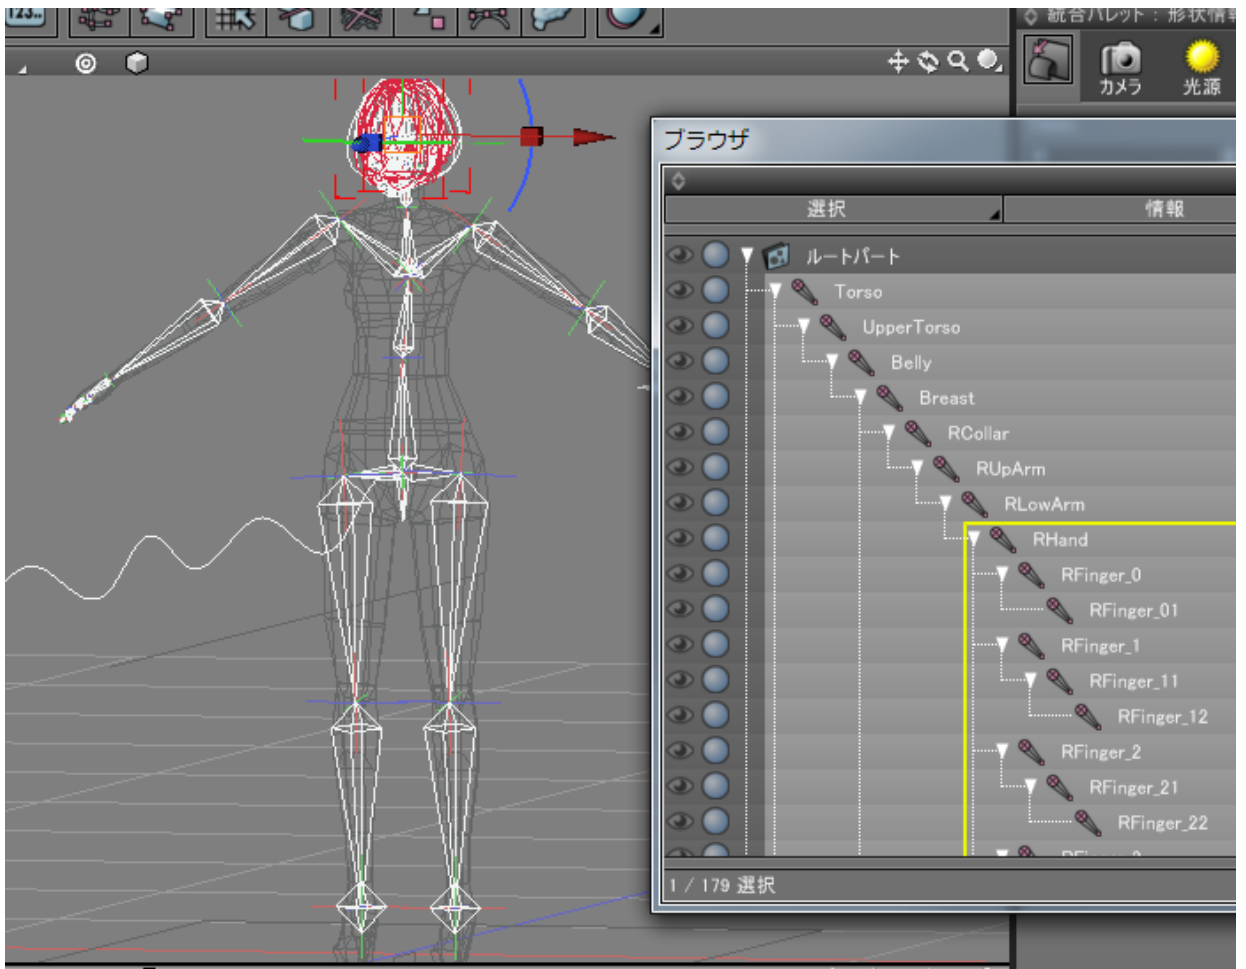 123..
統合パレット : 形状情報
カメラ
光源
ブラウザ
選択
情報
ルートパート
Torso
UpperTorso
Belly
Breast
RCollar
RUpArm
RLowArm
RHand
RFinger_0
RFinger_01
RFinger_1
RFinger_11
RFinger_12
RFinger_2
RFinger_21
RFinger_22
1 / 179 選択